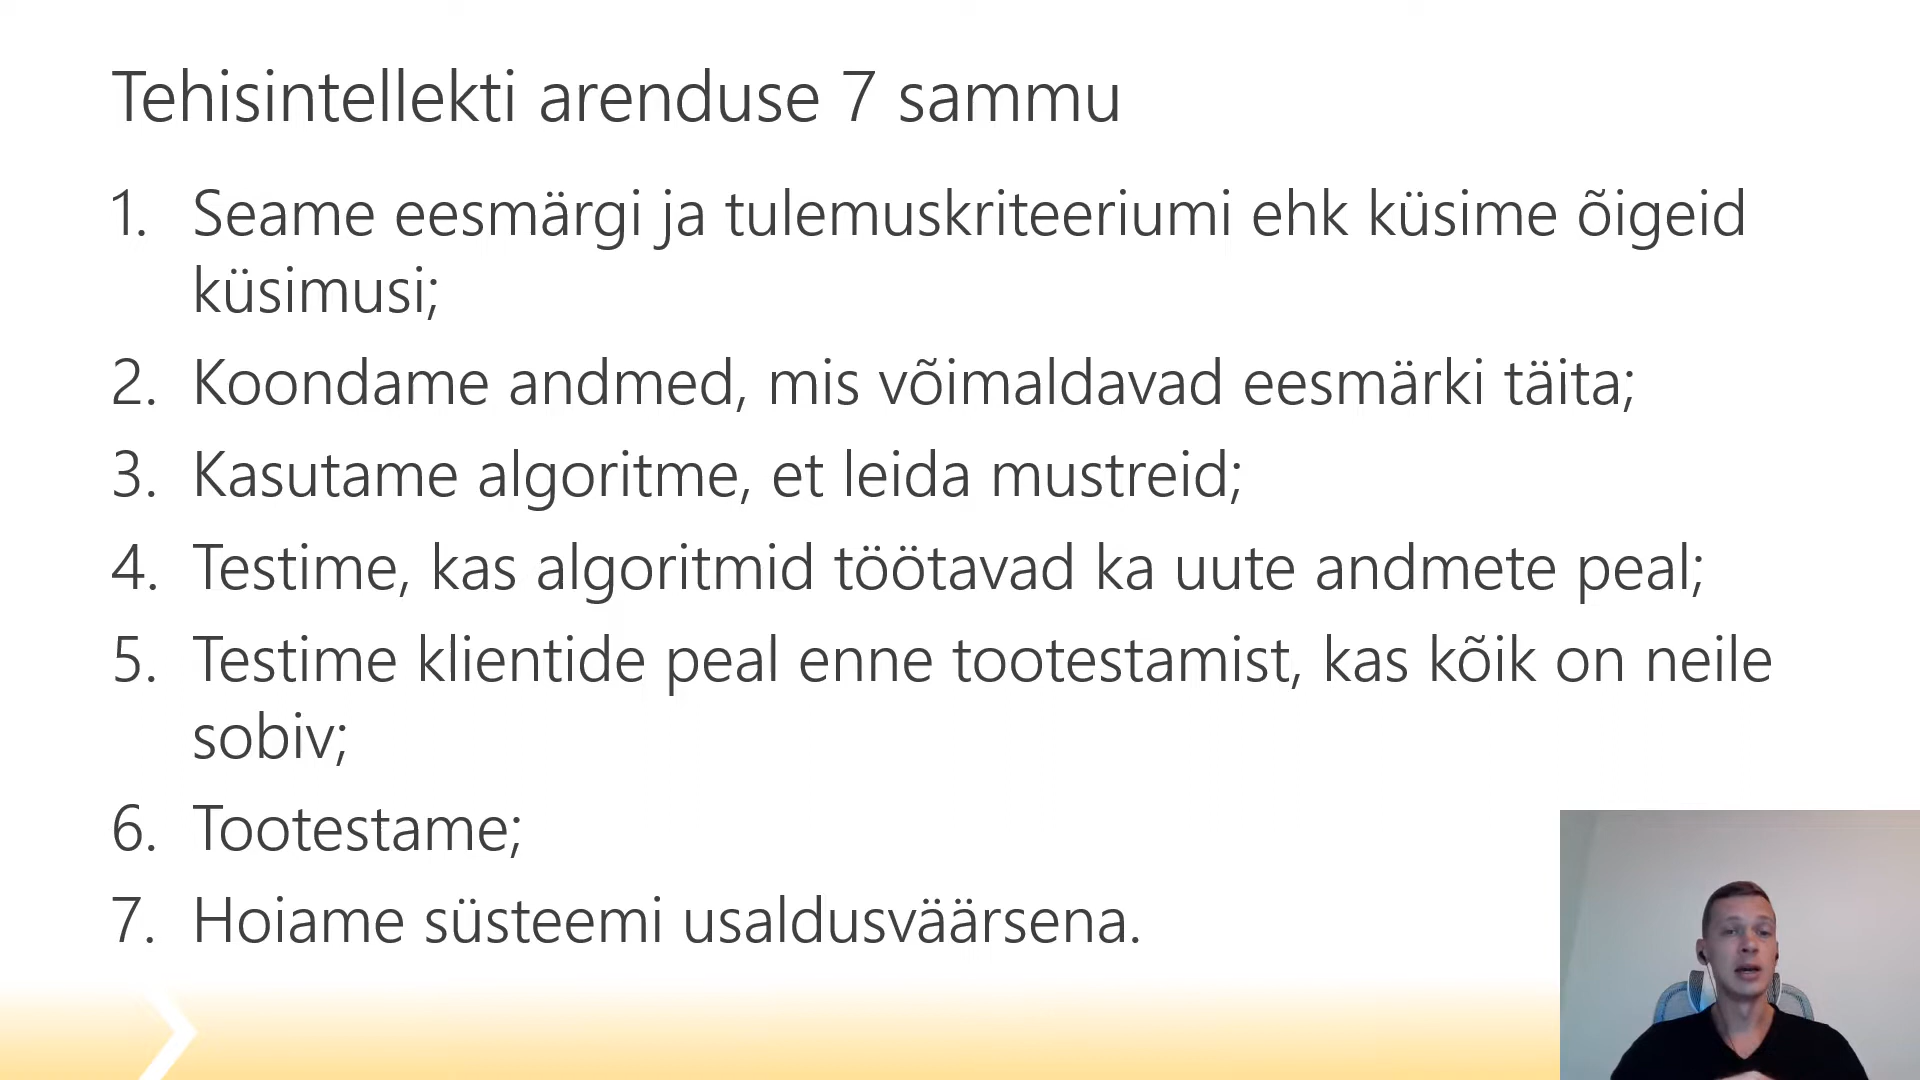 Tehisintellekti arenduse 7 sammu
1. Seame eesmärgi ja tulemuskriteeriumi ehk küsime õigeid
küsimusi;
2. Koondame andmed, mis võimaldavad eesmärki täita;
3. Kasutame algoritme, et leida mustreid;
4. Testime, kas algoritmid töötavad ka uute andmete peal;
5. Testime klientide peal enne tootestamist, kas kõik on neile
sobiv;
6. Tootestame;
7. Hoiame süsteemi usaldusväärsena.